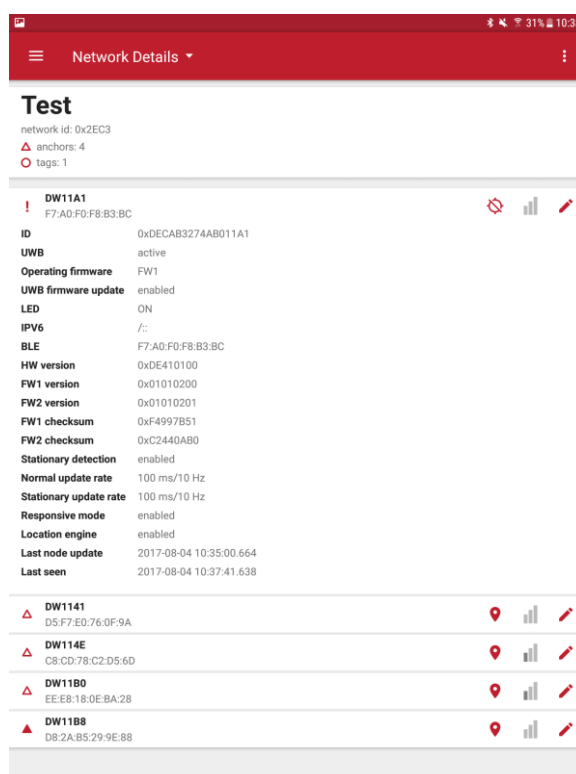 31% 10:3
Network Details
Test
network id: 0x2EC3
anchors: 4
tags: 1
DW11A1
F7:A0:F0:F8:B3:BC
ID 0xDECAB3274AB011A1
UWB active
Operating firmware FW1
UWB firmware update enabled
LED ON
IPV6 /::
BLE F7:A0:F0:F8:B3:BC
HW version 0xDE410100
FW1 version 0x01010200
FW2 version 0x01010201
FW1 checksum 0xF4997B51
FW2 checksum 0xC2440AB0
Stationary detection enabled
Normal update rate 100 ms/10 Hz
Stationary update rate 100 ms/10 Hz
Responsive mode enabled
Location engine enabled
Last node update 2017-08-04 10:35:00.664
Last seen 2017-08-04 10:37:41.638
DW1141
D5:F7:E0:76:0F:9A
DW114E
C8:CD:78:C2:D5:6D
DW11B0
EE:E8:18:0E:BA:28
DW11B8
D8:2A:B5:29:9E:88